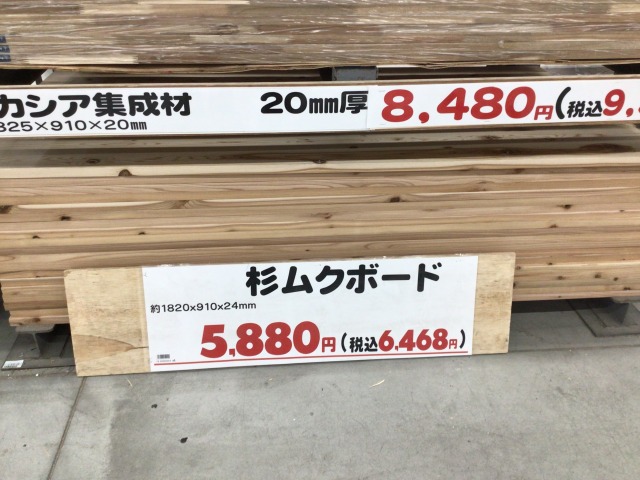 カシア集成材 20mm厚 8,480円(税込9,
825×910×20mm
杉ムクボード
約1820x910x24mm
5,880円(税込6,468円)